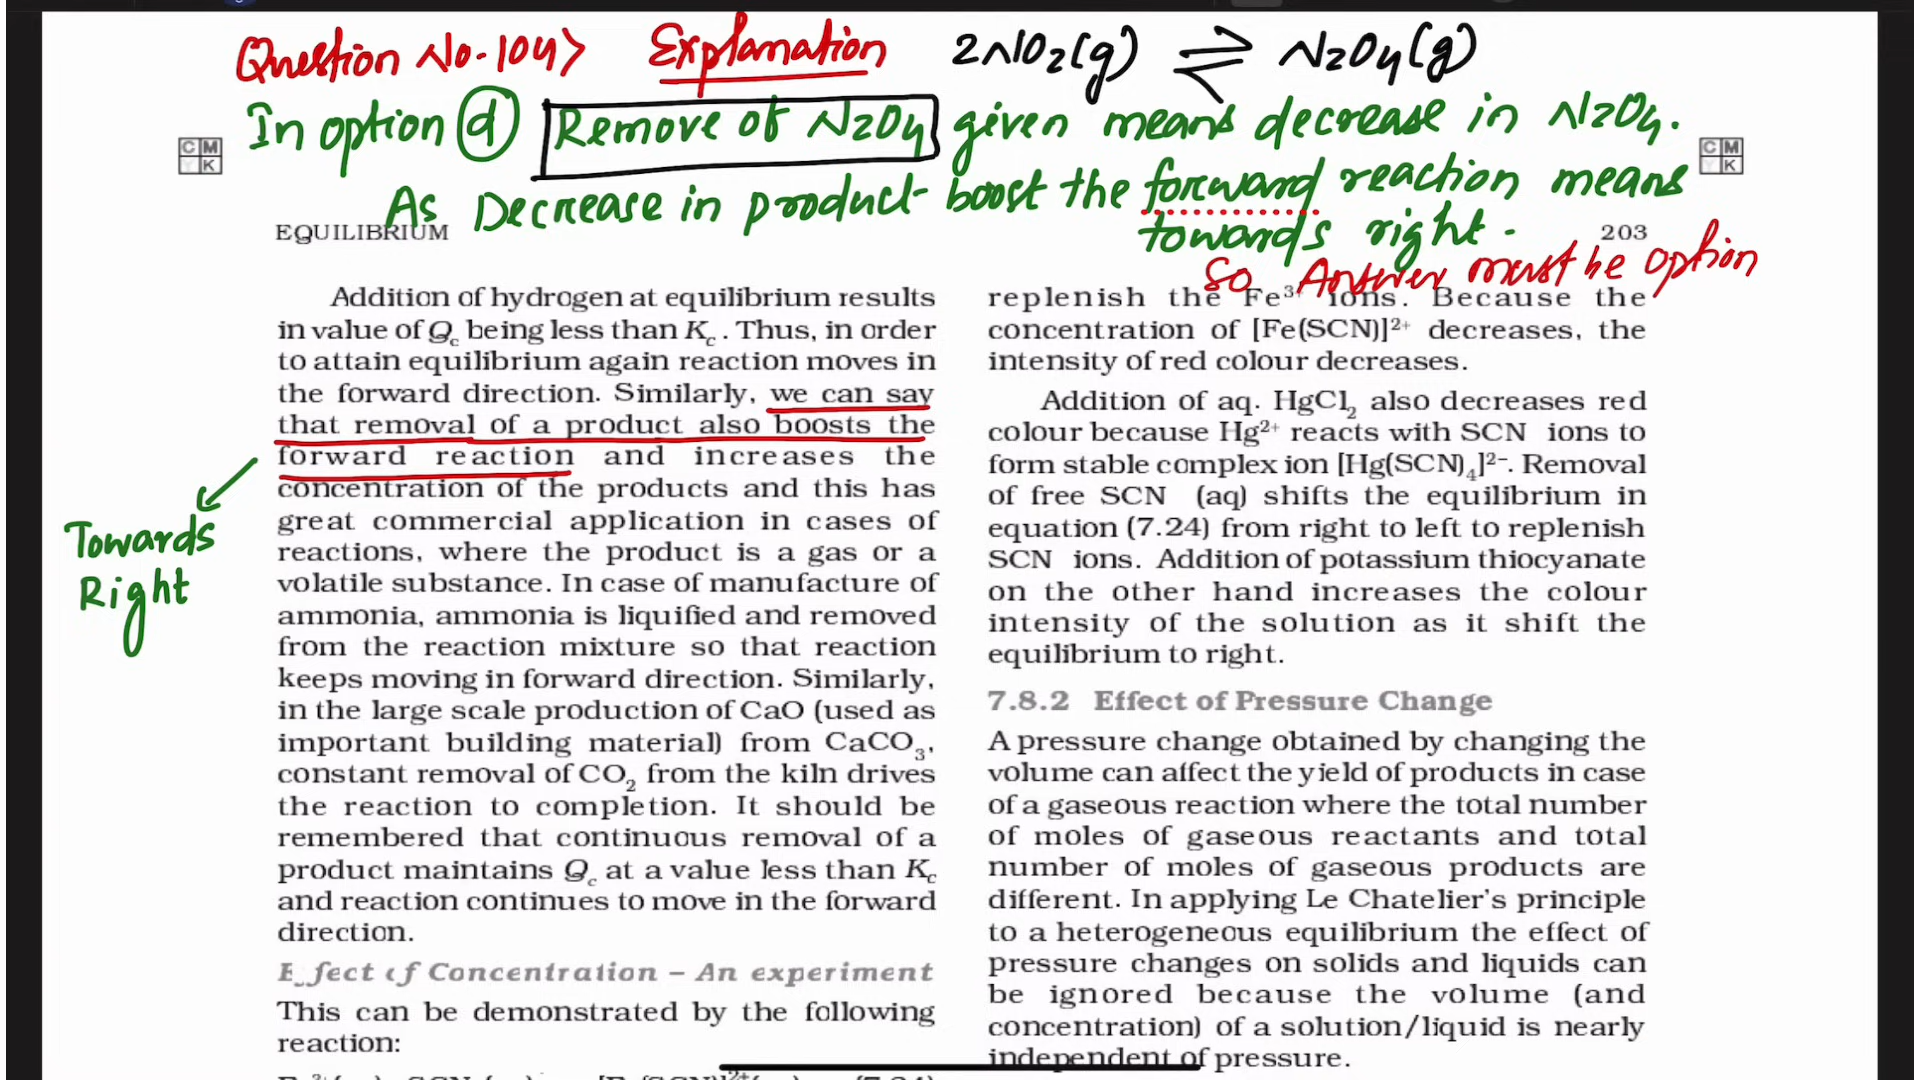 Question No-104> Explanation 2NO₂(g) ⇌ N₂O₄(g)
In option (d) Remove of N₂O₄ given means decrease in N₂O₄.
As Decrease in product boost the forward reaction means
towards right.
So Answer must be option
C M
Y K
C M
Y K
EQUILIBRIUM
203
Addition of hydrogen at equilibrium results
in value of Q꜀ being less than K꜀. Thus, in order
to attain equilibrium again reaction moves in
the forward direction. Similarly, we can say
that removal of a product also boosts the
forward reaction and increases the
concentration of the products and this has
great commercial application in cases of
reactions, where the product is a gas or a
volatile substance. In case of manufacture of
ammonia, ammonia is liquified and removed
from the reaction mixture so that reaction
keeps moving in forward direction. Similarly,
in the large scale production of CaO (used as
important building material) from CaCO₃,
constant removal of CO₂ from the kiln drives
the reaction to completion. It should be
remembered that continuous removal of a
product maintains Q꜀ at a value less than K꜀
and reaction continues to move in the forward
direction.
Effect of Concentration – An experiment
This can be demonstrated by the following
reaction:
Towards
Right
replenish the Fe³⁺ ions. Because the
concentration of [Fe(SCN)]²⁺ decreases, the
intensity of red colour decreases.
Addition of aq. HgCl₂ also decreases red
colour because Hg²⁺ reacts with SCN ions to
form stable complex ion [Hg(SCN)₄]²⁻. Removal
of free SCN (aq) shifts the equilibrium in
equation (7.24) from right to left to replenish
SCN ions. Addition of potassium thiocyanate
on the other hand increases the colour
intensity of the solution as it shift the
equilibrium to right.
7.8.2 Effect of Pressure Change
A pressure change obtained by changing the
volume can affect the yield of products in case
of a gaseous reaction where the total number
of moles of gaseous reactants and total
number of moles of gaseous products are
different. In applying Le Chatelier's principle
to a heterogeneous equilibrium the effect of
pressure changes on solids and liquids can
be ignored because the volume (and
concentration) of a solution/liquid is nearly
independent of pressure.